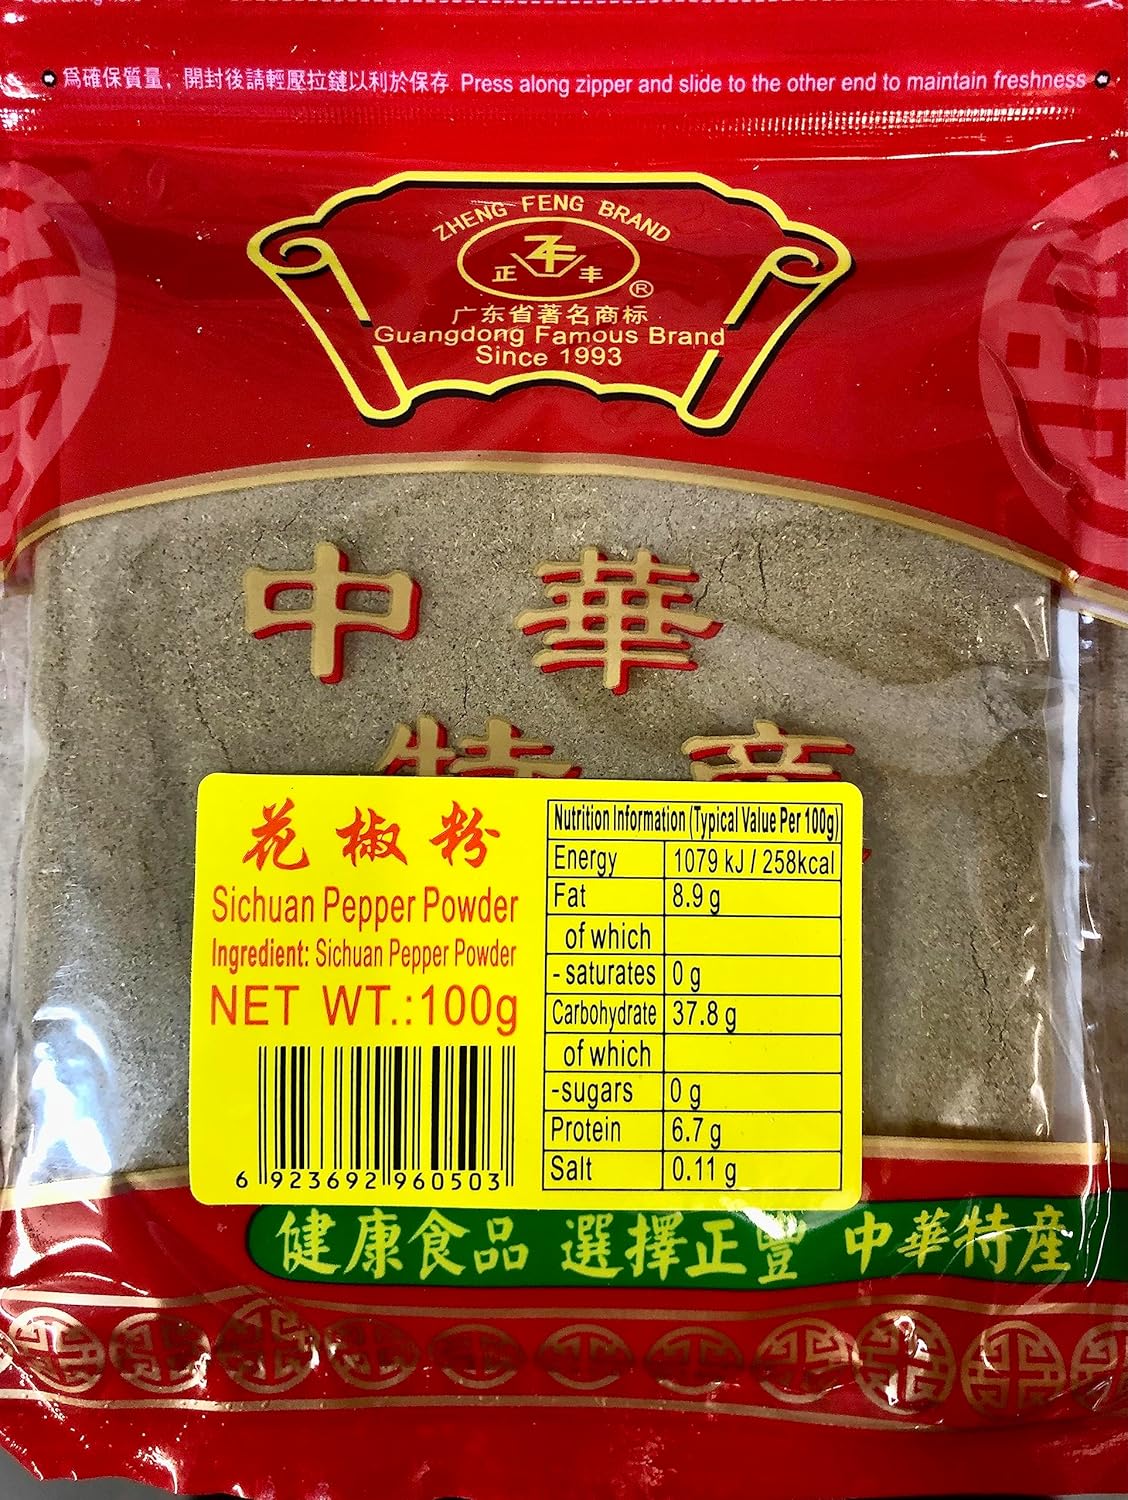 爲確保質量，開封後請輕壓拉鏈以利於保存. Press along zipper and slide to the other end to maintain freshness
ZHENG FENG BRAND
ZF
正 丰 ®
广东省著名商标
Guangdong Famous Brand
Since 1993
中 華
特 產
花椒粉
Sichuan Pepper Powder
Ingredient: Sichuan Pepper Powder
NET WT.:100g
6 923692 960503
Nutrition Information (Typical Value Per 100g)
Energy 1079 kJ / 258kcal
Fat 8.9 g
of which
- saturates 0 g
Carbohydrate 37.8 g
of which
-sugars 0 g
Protein 6.7 g
Salt 0.11 g
健康食品 選擇正豐 中華特産